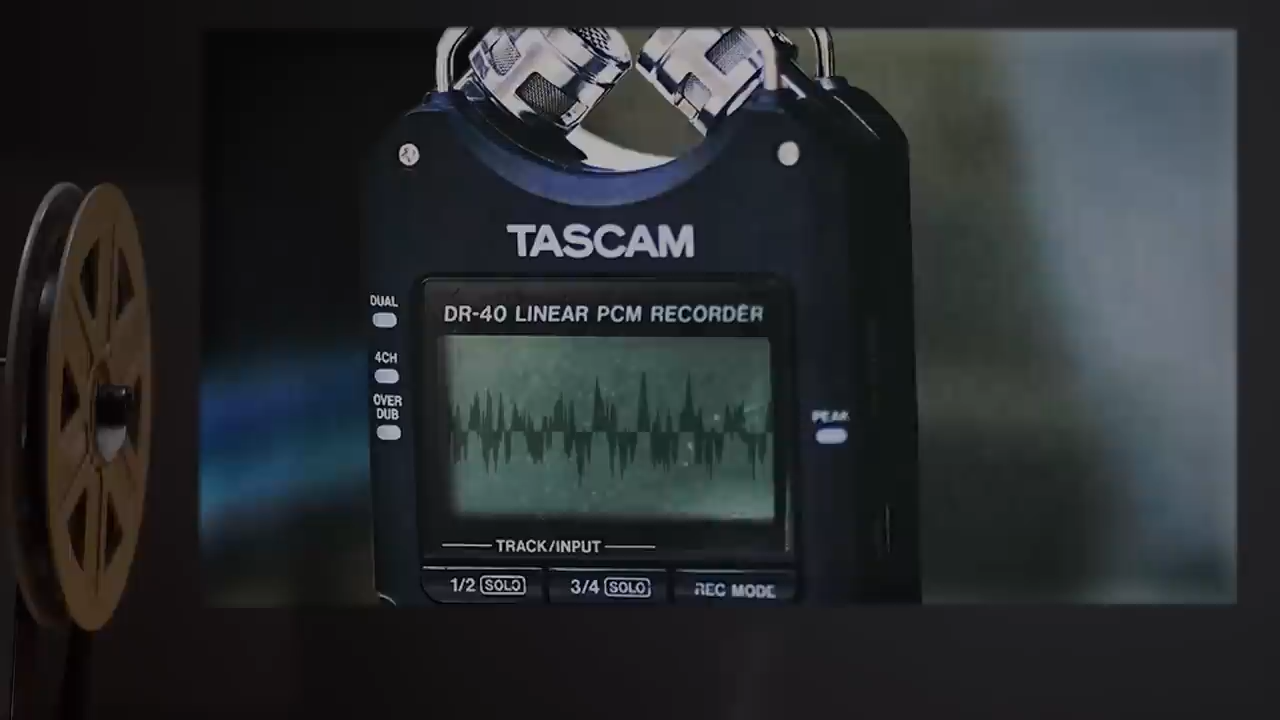 TASCAM
DR-40 LINEAR PCM RECORDER
DUAL
4CH
OVER
DUB
PEAK
TRACK/INPUT
1/2 SOLO
3/4 SOLO
REC MODE